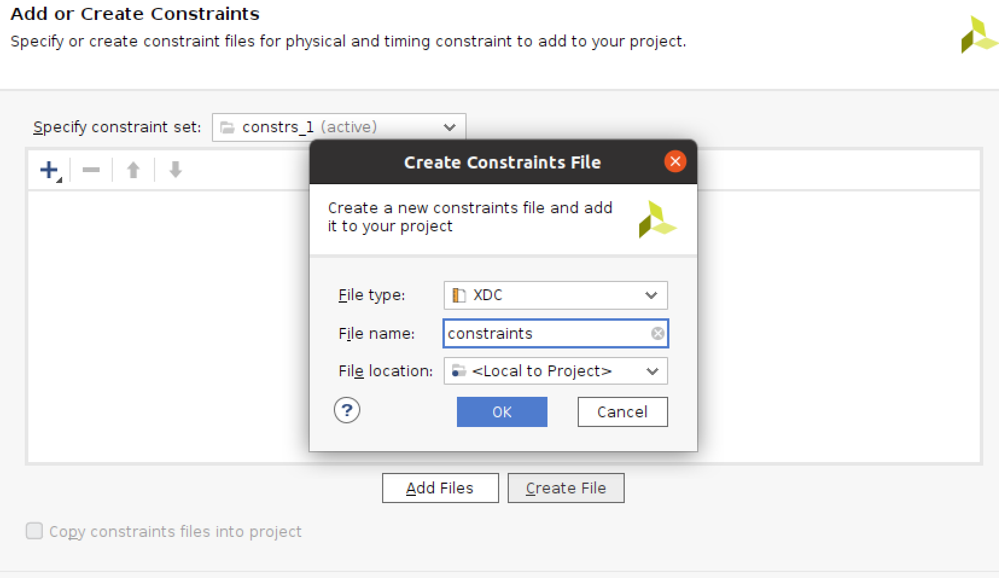 Add or Create Constraints
Specify or create constraint files for physical and timing constraint to add to your project.
Specify constraint set: constrs_1 (active)
Create Constraints File
Create a new constraints file and add
it to your project
File type: XDC
File name: constraints
File location: <Local to Project>
? OK Cancel
Add Files Create File
Copy constraints files into project